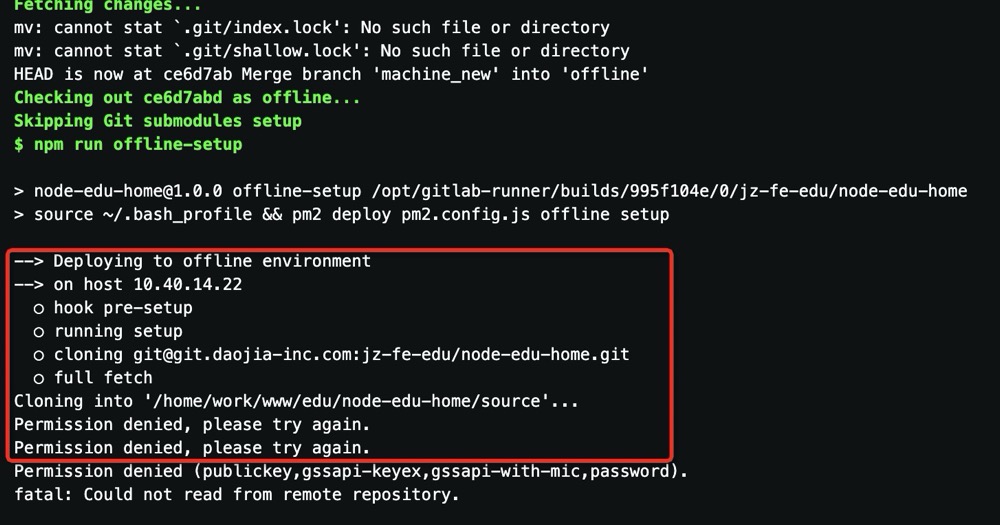 Fetching changes...
mv: cannot stat `.git/index.lock': No such file or directory
mv: cannot stat `.git/shallow.lock': No such file or directory
HEAD is now at ce6d7ab Merge branch 'machine_new' into 'offline'
Checking out ce6d7abd as offline...
Skipping Git submodules setup
$ npm run offline-setup
> node-edu-home@1.0.0 offline-setup /opt/gitlab-runner/builds/995f104e/0/jz-fe-edu/node-edu-home
> source ~/.bash_profile && pm2 deploy pm2.config.js offline setup
--> Deploying to offline environment
--> on host 10.40.14.22
○ hook pre-setup
○ running setup
○ cloning git@git.daojia-inc.com:jz-fe-edu/node-edu-home.git
○ full fetch
Cloning into '/home/work/www/edu/node-edu-home/source'...
Permission denied, please try again.
Permission denied, please try again.
Permission denied (publickey,gssapi-keyex,gssapi-with-mic,password).
fatal: Could not read from remote repository.